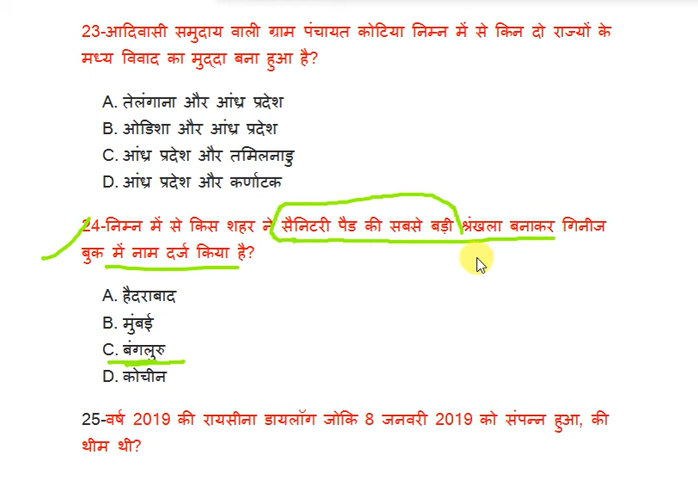 23-आदिवासी समुदाय वाली ग्राम पंचायत कोटिया निम्न में से किन दो राज्यों के
मध्य विवाद का मुद्दा बना हुआ है?
A. तेलंगाना और आंध्र प्रदेश
B. ओडिशा और आंध्र प्रदेश
C. आंध्र प्रदेश और तमिलनाडु
D. आंध्र प्रदेश और कर्णाटक
24-निम्न में से किस शहर ने सैनिटरी पैड की सबसे बड़ी श्रंखला बनाकर गिनीज
बुक में नाम दर्ज किया है?
A. हैदराबाद
B. मुंबई
C. बंगलुरु
D. कोचीन
25-वर्ष 2019 की रायसीना डायलॉग जोकि 8 जनवरी 2019 को संपन्न हुआ, की
थीम थी?